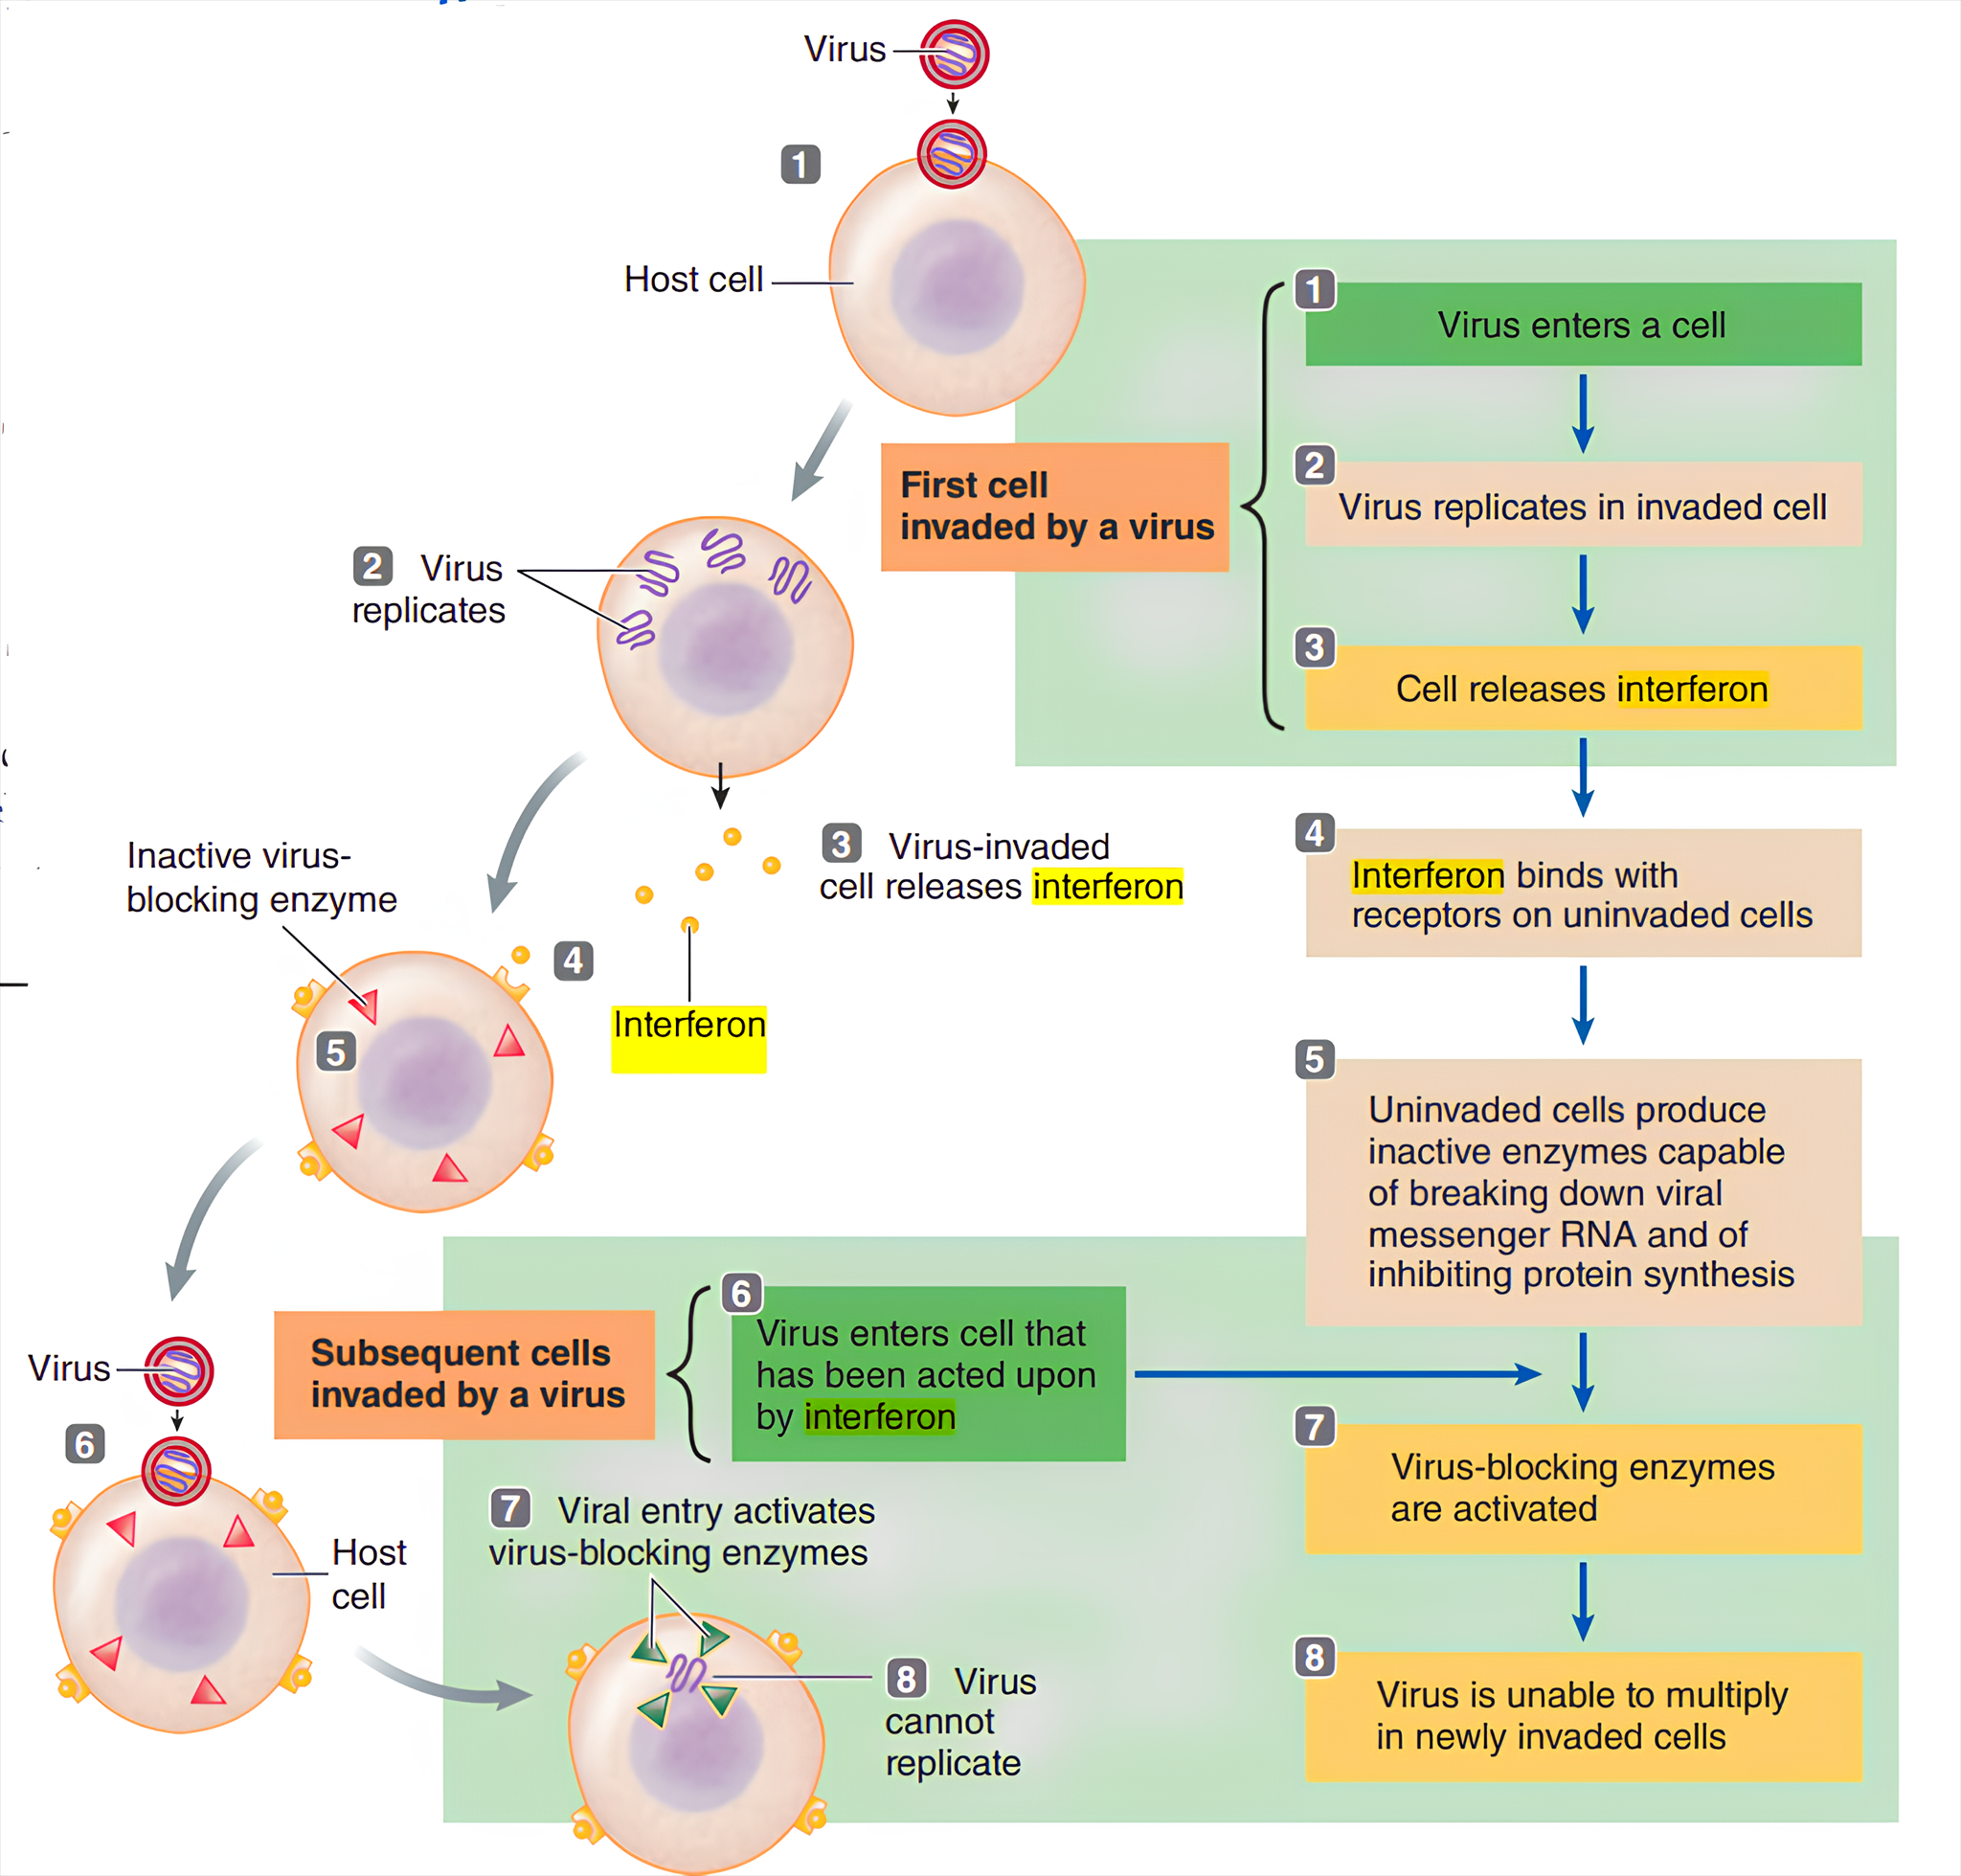 Virus
1
Host cell
1
Virus enters a cell
First cell
invaded by a virus
2
Virus replicates in invaded cell
2 Virus
replicates
3
Cell releases interferon
3 Virus-invaded
cell releases interferon
Inactive virus-
blocking enzyme
4
Interferon binds with
receptors on uninvaded cells
4
Interferon
5
5
Uninvaded cells produce
inactive enzymes capable
of breaking down viral
messenger RNA and of
inhibiting protein synthesis
Virus
6
Subsequent cells
invaded by a virus
6
Virus enters cell that
has been acted upon
by interferon
7
Virus-blocking enzymes
are activated
7 Viral entry activates
virus-blocking enzymes
Host
cell
8 Virus
cannot
replicate
8
Virus is unable to multiply
in newly invaded cells